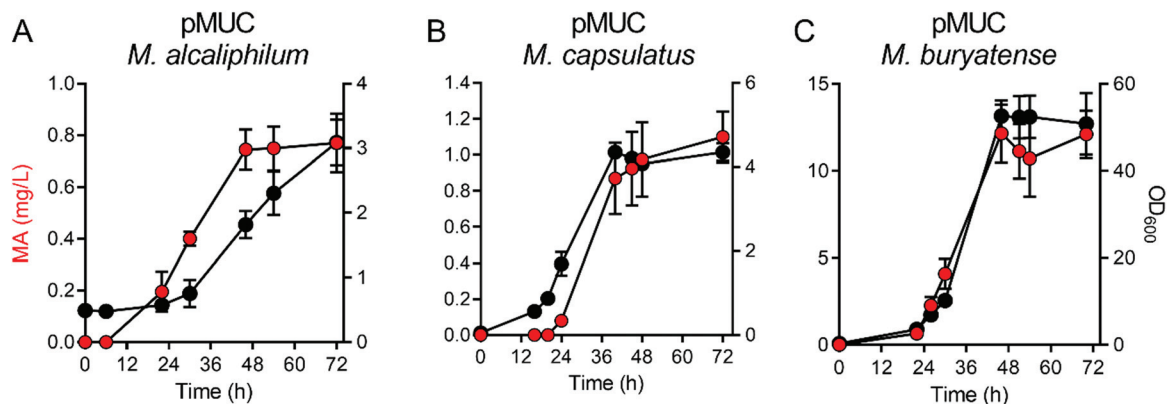 A
pMUC
M. alcaliphilum
MA (mg/L)
1.0
0.8
0.6
0.4
0.2
0.0
4
3
2
1
0
0 12 24 36 48 60 72
Time (h)
B
pMUC
M. capsulatus
1.4
1.2
1.0
0.8
0.6
0.4
0.2
0.0
6
4
2
0
0 12 24 36 48 60 72
Time (h)
C
pMUC
M. buryatense
15
10
5
0
60
40
20
0
OD600
0 12 24 36 48 60 72
Time (h)